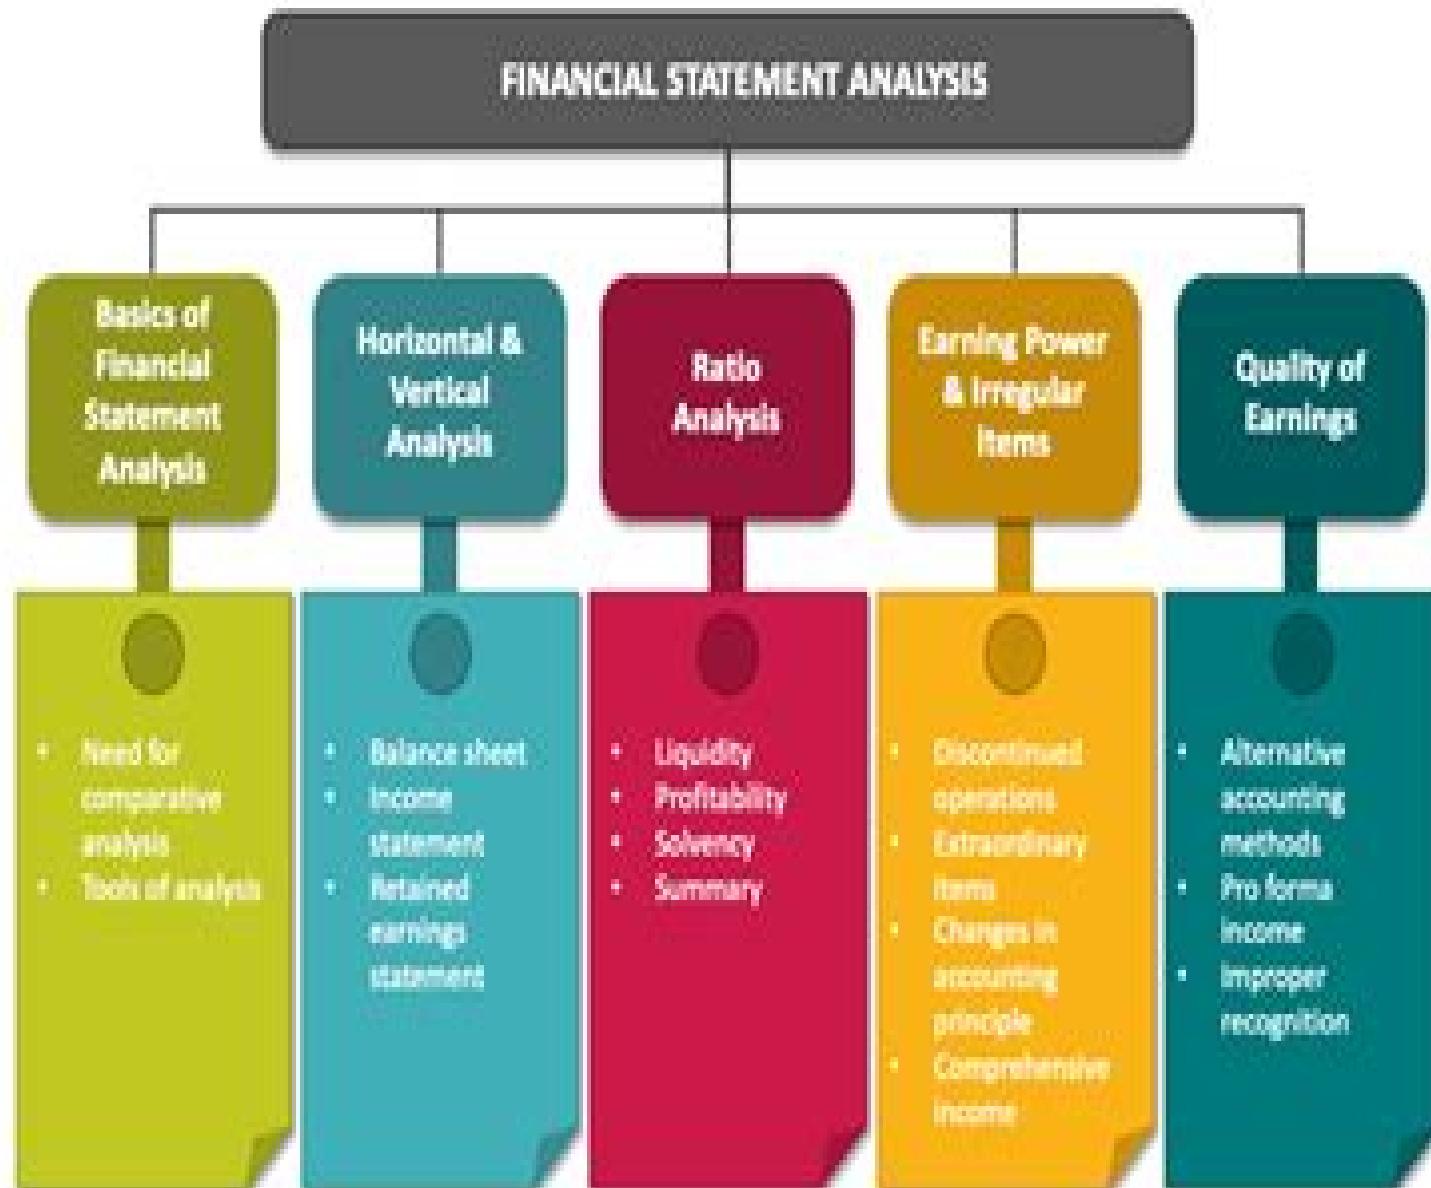 FINANCIAL STATEMENT ANALYSIS
Basics of
Financial
Statement
Analysis
• Need for
comparative
analysis
• Tools of analysis
Horizontal &
Vertical
Analysis
• Balance sheet
• Income
statement
• Retained
earnings
statement
Ratio
Analysis
• Liquidity
• Profitability
• Solvency
• Summary
Earning Power
& Irregular
Items
• Discontinued
operations
• Extraordinary
items
• Changes in
accounting
principle
• Comprehensive
income
Quality of
Earnings
• Alternative
accounting
methods
• Pro forma
income
• Improper
recognition